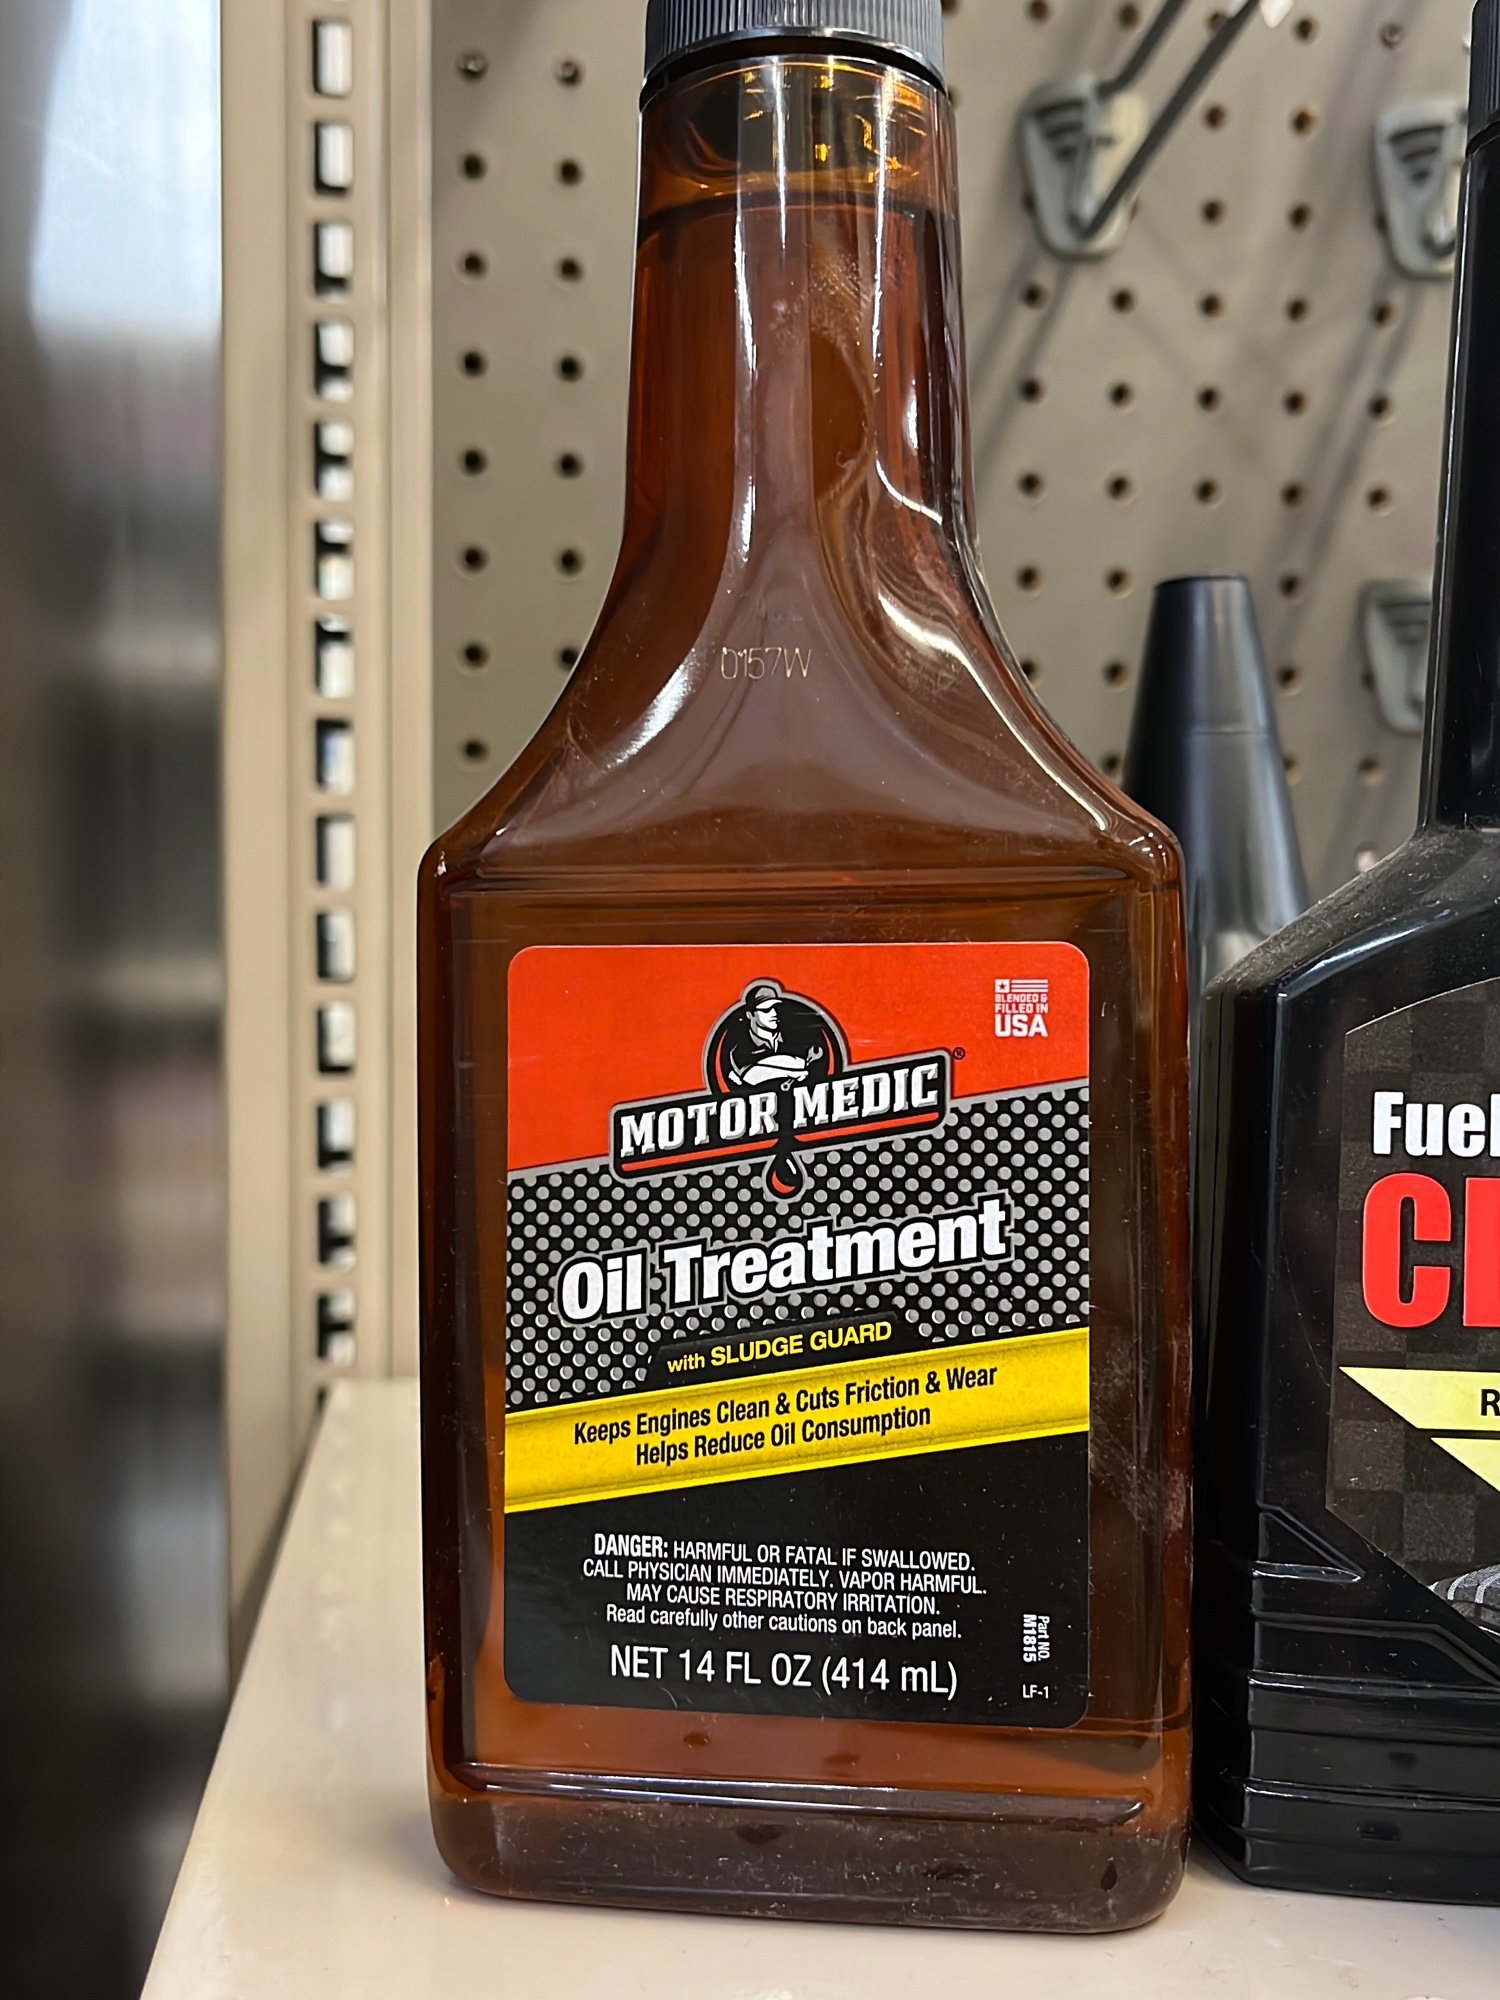 0157W
BLENDED &
FILLED IN
USA
MOTOR MEDIC®
Oil Treatment
with SLUDGE GUARD
Keeps Engines Clean & Cuts Friction & Wear
Helps Reduce Oil Consumption
DANGER: HARMFUL OR FATAL IF SWALLOWED.
CALL PHYSICIAN IMMEDIATELY. VAPOR HARMFUL.
MAY CAUSE RESPIRATORY IRRITATION.
Read carefully other cautions on back panel.
NET 14 FL OZ (414 mL)
Part NO.
M1815
LF-1
Fuel